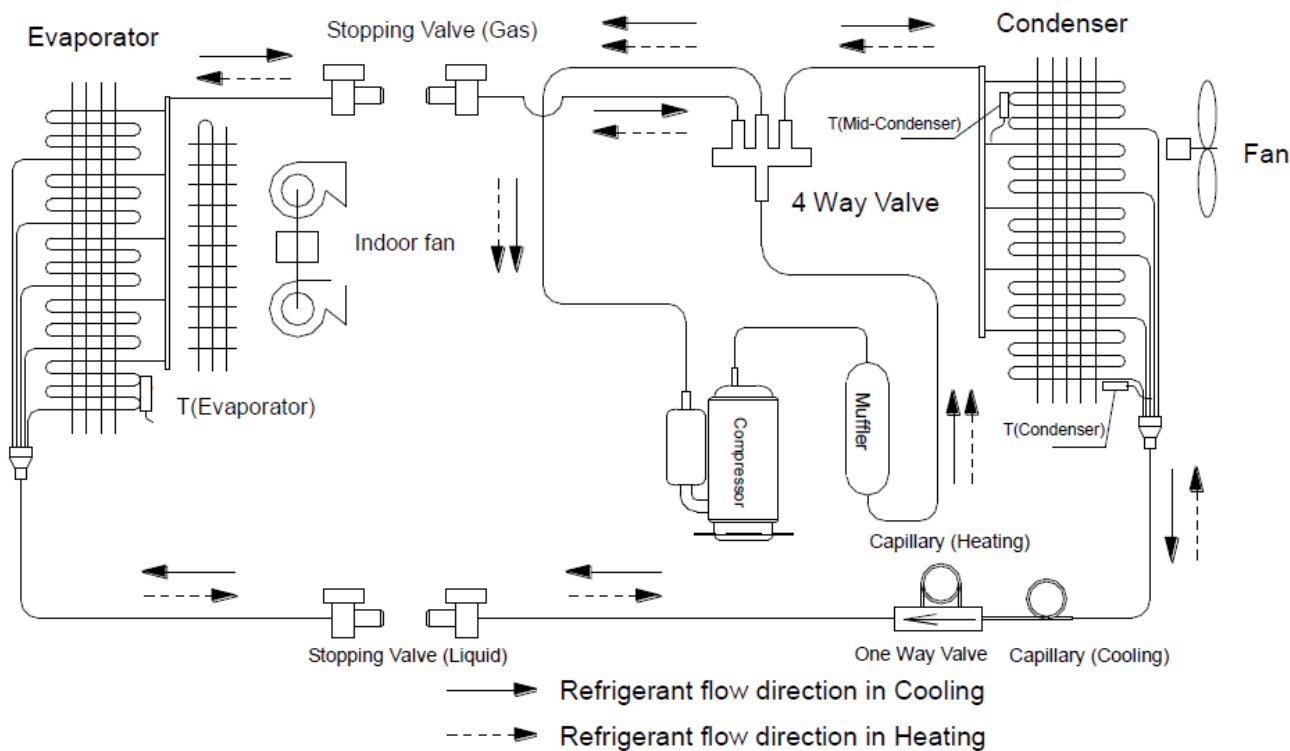 Evaporator
Stopping Valve (Gas)
Condenser
T(Mid-Condenser)
Fan
4 Way Valve
Indoor fan
T(Evaporator)
Compressor
Muffler
T(Condenser)
Capillary (Heating)
Stopping Valve (Liquid)
One Way Valve
Capillary (Cooling)
Refrigerant flow direction in Cooling
Refrigerant flow direction in Heating